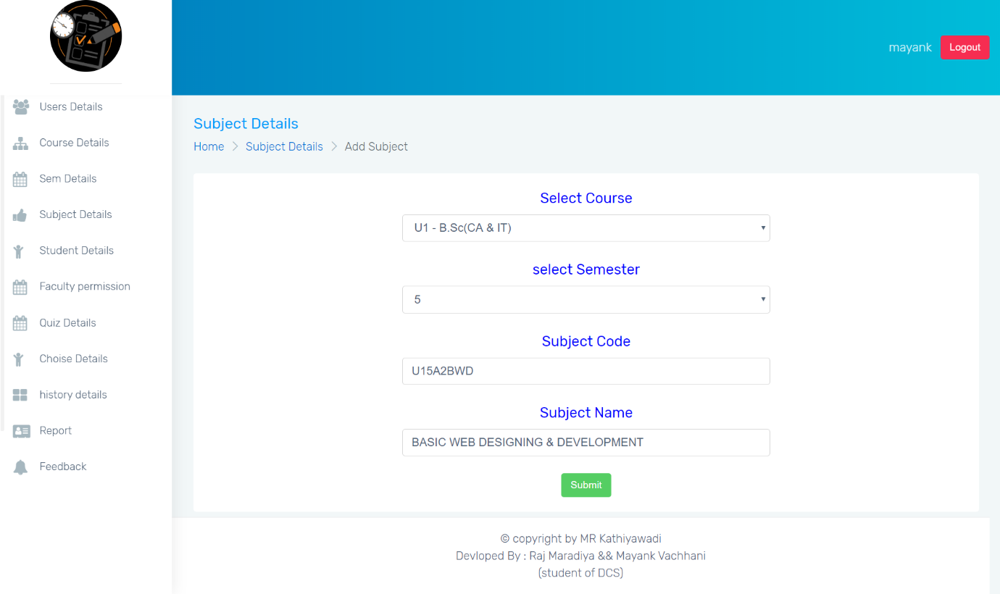 mayank
Logout
Users Details
Course Details
Sem Details
Subject Details
Student Details
Faculty permission
Quiz Details
Choise Details
history details
Report
Feedback
Subject Details
Home > Subject Details > Add Subject
Select Course
U1 - B.Sc(CA & IT)
select Semester
5
Subject Code
U15A2BWD
Subject Name
BASIC WEB DESIGNING & DEVELOPMENT
Submit
© copyright by MR Kathiyawadi
Devloped By : Raj Maradiya && Mayank Vachhani
(student of DCS)